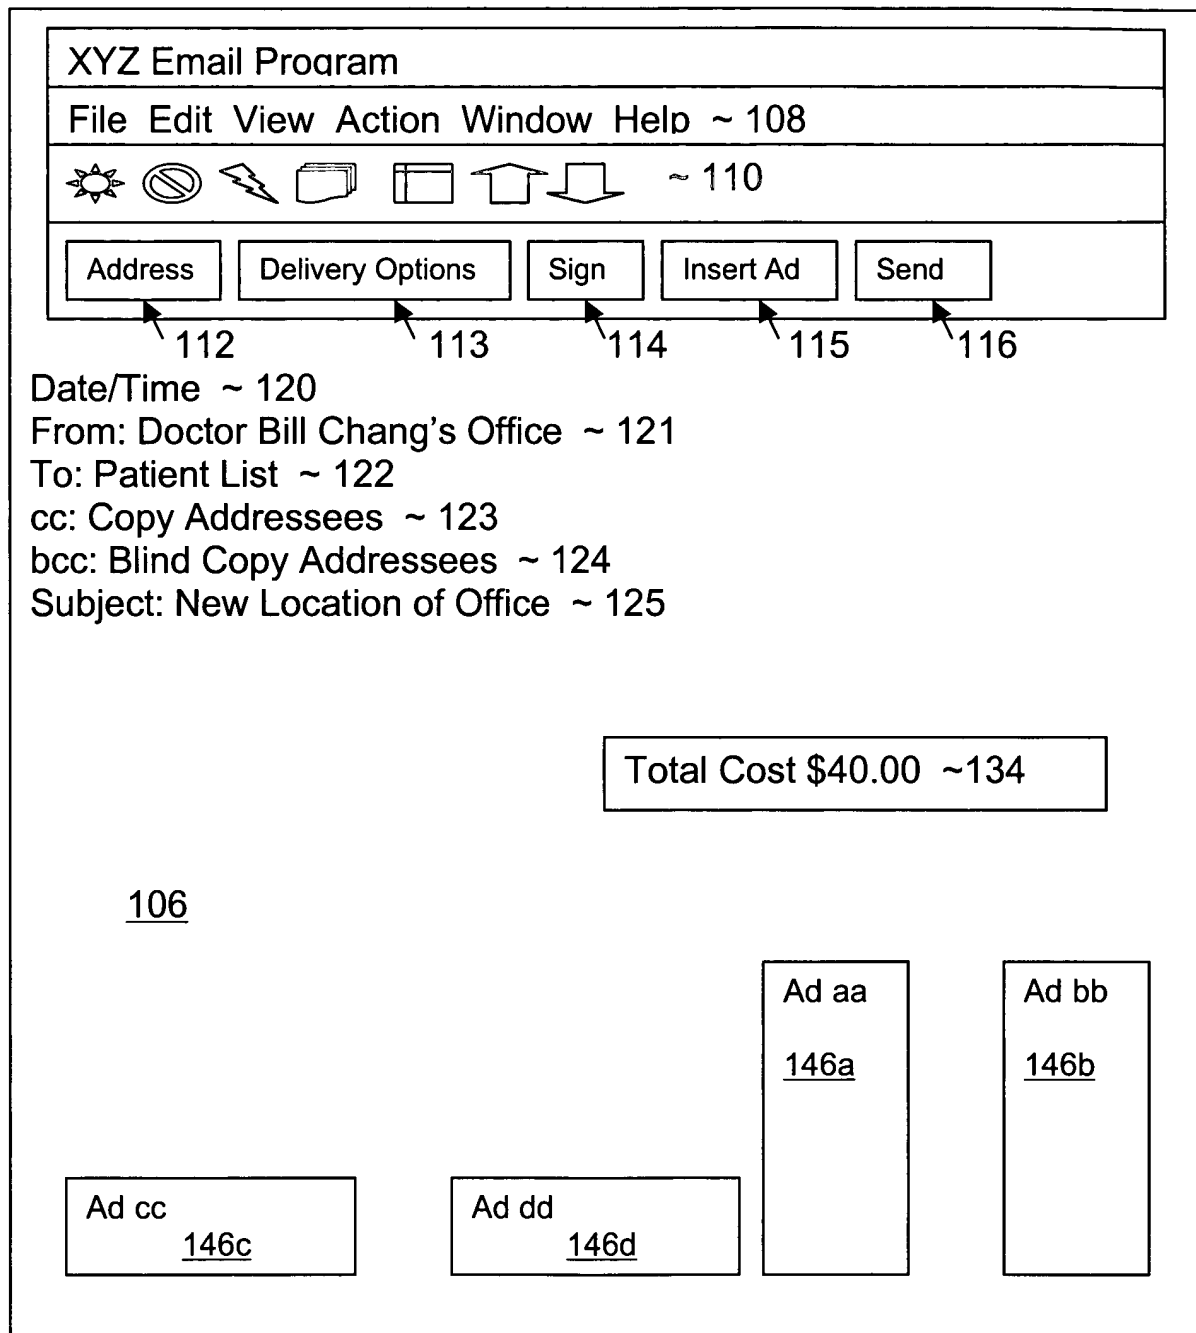 XYZ Email Program
File Edit View Action Window Help ~ 108
~ 110
Address Delivery Options Sign Insert Ad Send
112 113 114 115 116
Date/Time ~ 120
From: Doctor Bill Chang's Office ~ 121
To: Patient List ~ 122
cc: Copy Addressees ~ 123
bcc: Blind Copy Addressees ~ 124
Subject: New Location of Office ~ 125
Total Cost $40.00 ~134
106
Ad aa Ad bb
146a 146b
Ad cc Ad dd
146c 146d